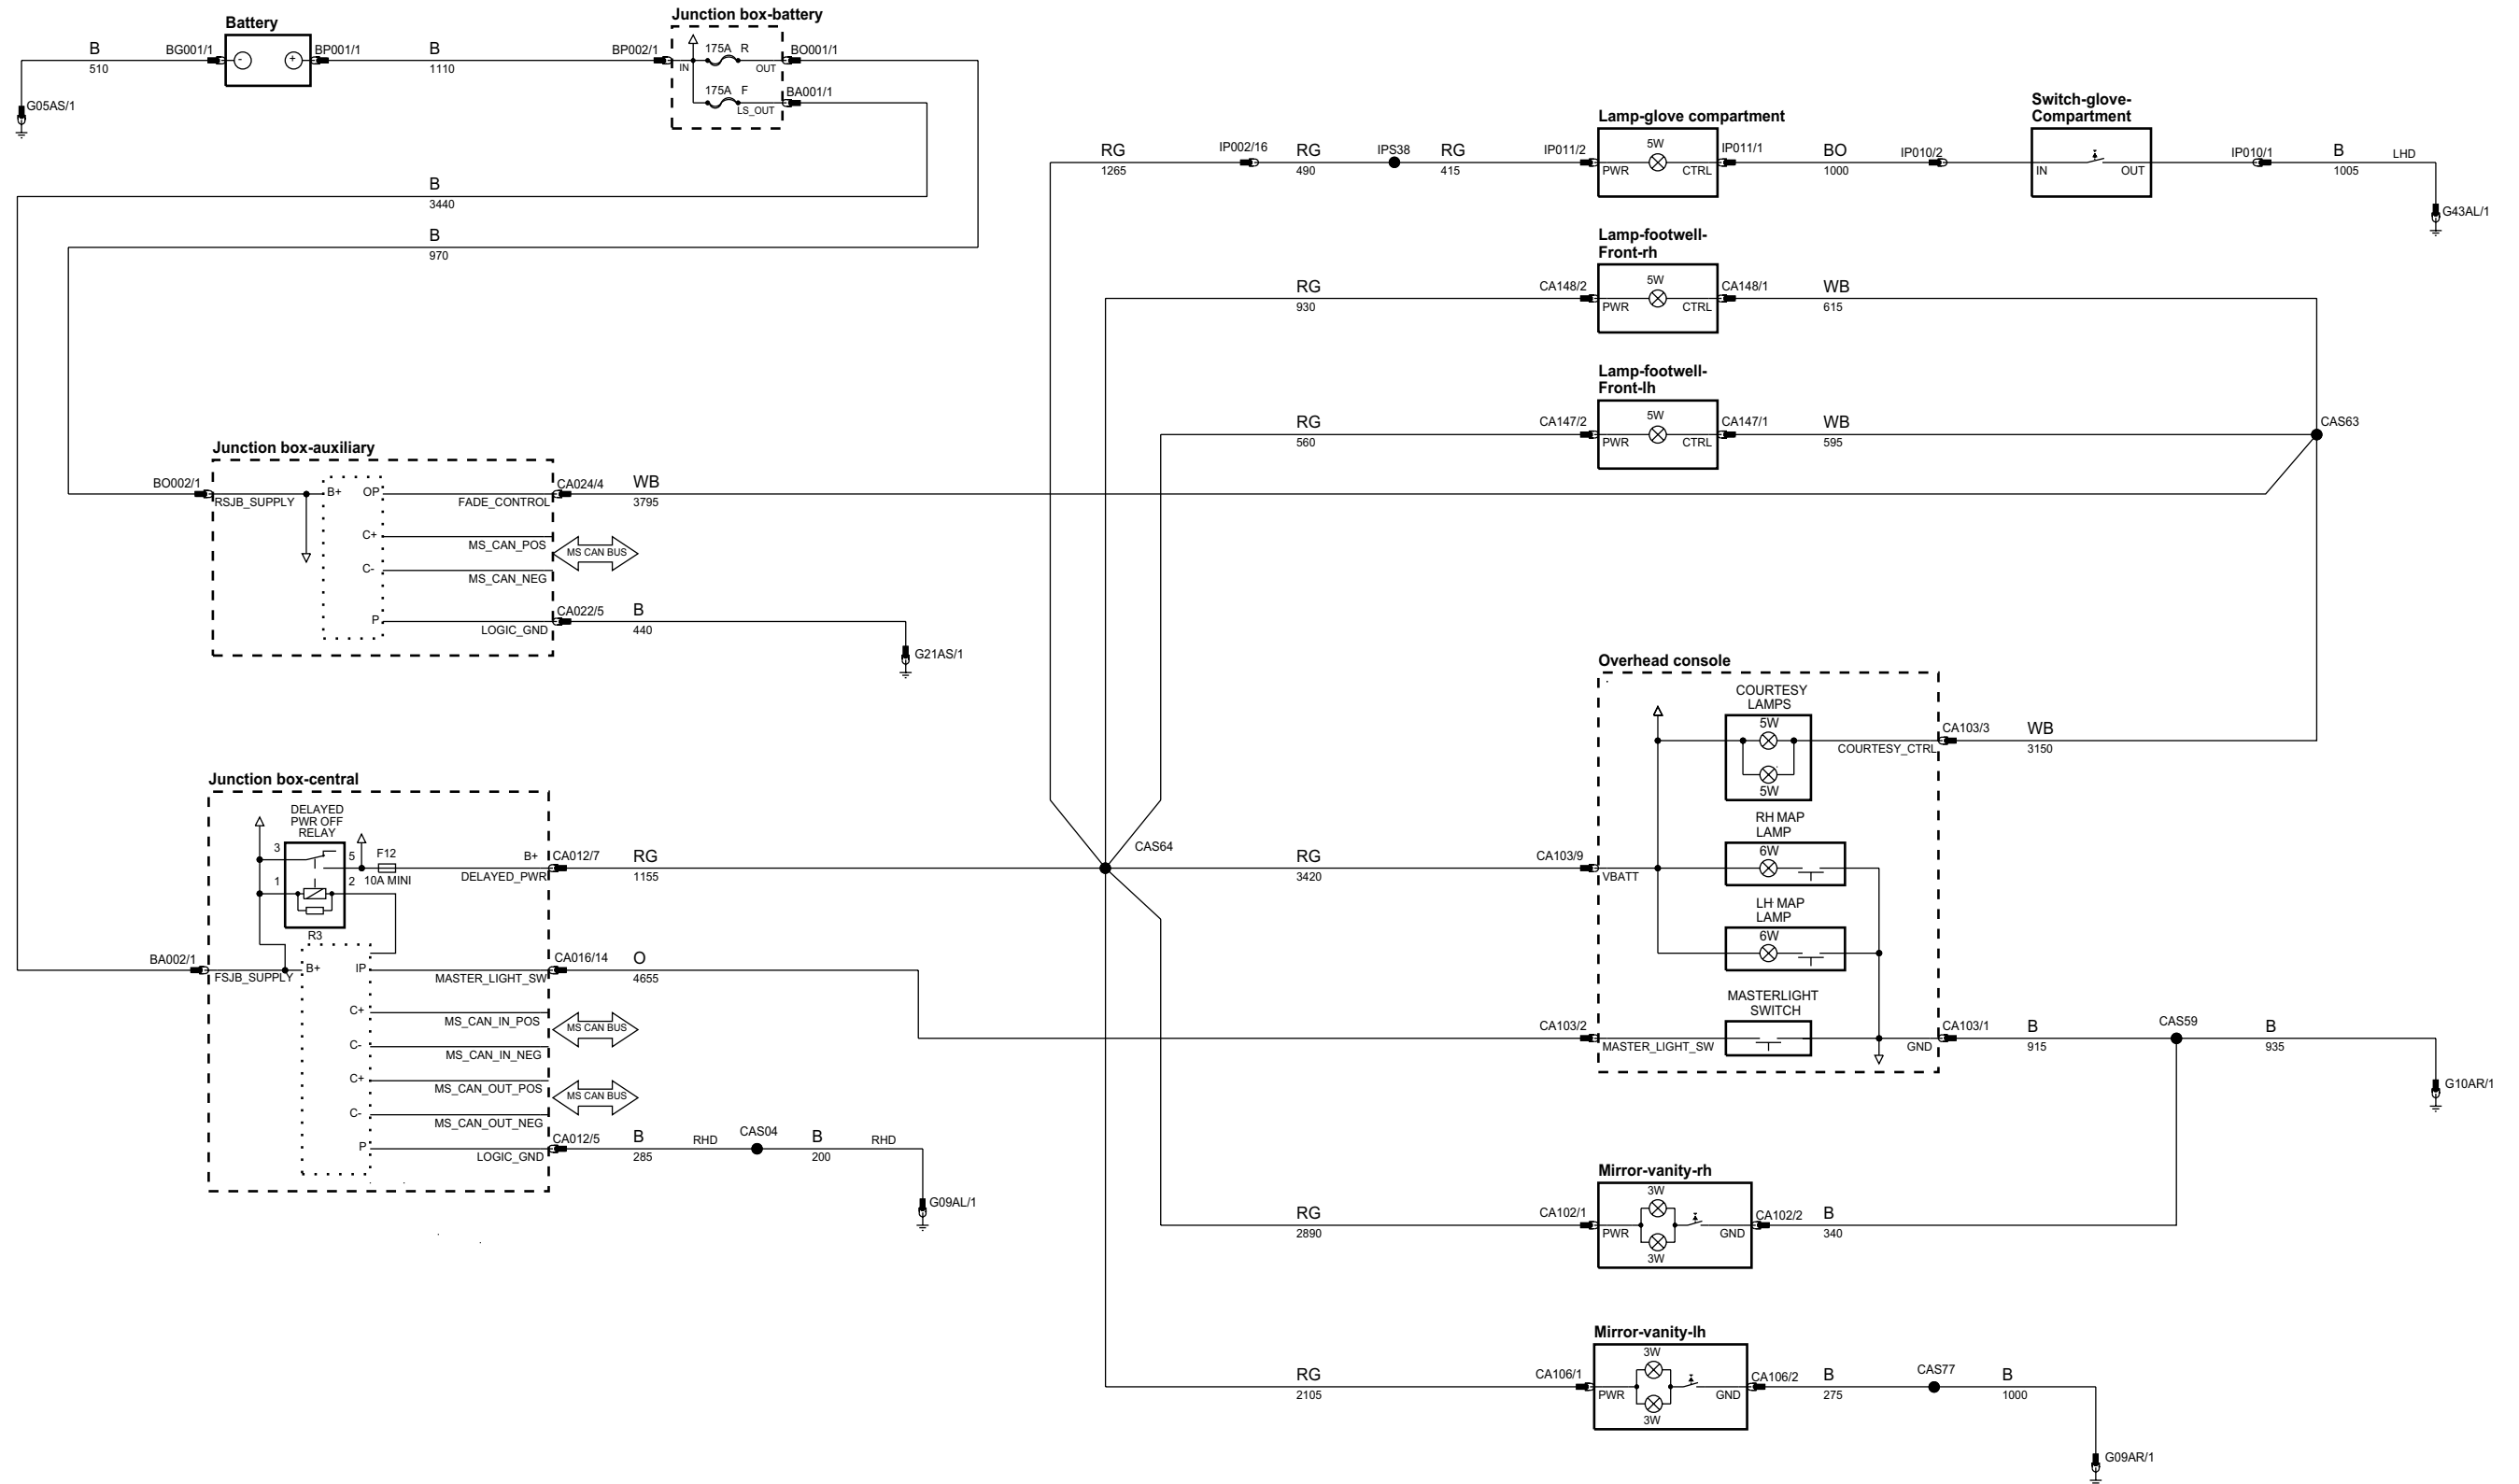 Battery
Junction box-battery
B
510
BG001/1
-
+
BP001/1
B
1110
BP002/1
IN
175A R
OUT
BO001/1
175A F
LS_OUT
BA001/1
G05AS/1
B
3440
B
970
Lamp-glove compartment
Switch-glove-
Compartment
RG
1265
IP002/16
RG
490
IPS38
RG
415
IP011/2
5W
PWR
CTRL
IP011/1
BO
1000
IP010/2
IN
OUT
IP010/1
B
1005
LHD
G43AL/1
Lamp-footwell-
Front-rh
RG
930
CA148/2
5W
PWR
CTRL
CA148/1
WB
615
Lamp-footwell-
Front-lh
RG
560
CA147/2
5W
PWR
CTRL
CA147/1
WB
595
CAS63
Junction box-auxiliary
BO002/1
RSJB_SUPPLY
B+
OP
FADE_CONTROL
CA024/4
WB
3795
C+
MS_CAN_POS
C-
MS_CAN_NEG
MS CAN BUS
P
LOGIC_GND
CA022/5
B
440
G21AS/1
Junction box-central
DELAYED
PWR OFF
RELAY
3
5
1
2
F12
10A MINI
R3
B+
DELAYED_PWR
CA012/7
RG
1155
CAS64
BA002/1
FSJB_SUPPLY
B+
IP
MASTER_LIGHT_SW
CA016/14
O
4655
C+
MS_CAN_IN_POS
C-
MS_CAN_IN_NEG
MS CAN BUS
C+
MS_CAN_OUT_POS
C-
MS_CAN_OUT_NEG
MS CAN BUS
P
LOGIC_GND
CA012/5
B
285
RHD
CAS04
B
200
RHD
G09AL/1
Overhead console
COURTESY
LAMPS
5W
5W
COURTESY_CTRL
CA103/3
WB
3150
RG
3420
CA103/9
VBATT
RH MAP
LAMP
6W
LH MAP
LAMP
6W
MASTERLIGHT
SWITCH
CA103/2
MASTER_LIGHT_SW
GND
CA103/1
B
915
CAS59
B
935
G10AR/1
Mirror-vanity-rh
RG
2890
CA102/1
PWR
3W
3W
GND
CA102/2
B
340
Mirror-vanity-lh
RG
2105
CA106/1
PWR
3W
3W
GND
CA106/2
B
275
CAS77
B
1000
G09AR/1